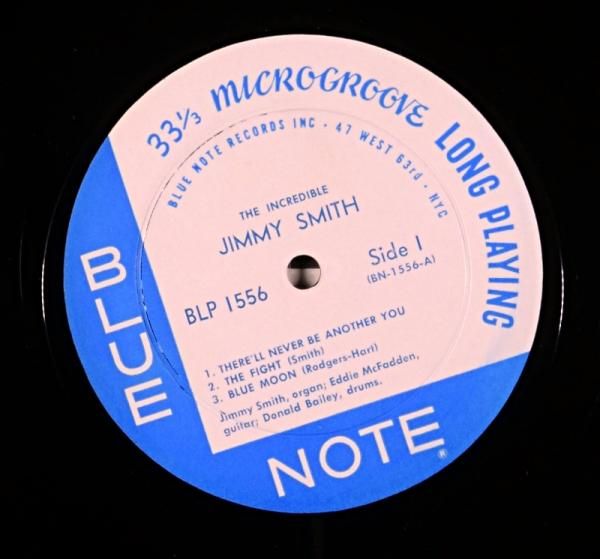 33⅓ MICROGROOVE LONG PLAYING
BLUE NOTE RECORDS INC • 47 WEST 63rd • NYC
THE INCREDIBLE
JIMMY SMITH
BLP 1556
Side 1
(BN-1556-A)
1. THERE'LL NEVER BE ANOTHER YOU
2. THE FIGHT (Smith)
3. BLUE MOON (Rodgers-Hart)
Jimmy Smith, organ; Eddie McFadden,
guitar; Donald Bailey, drums.
BLUE
NOTE®